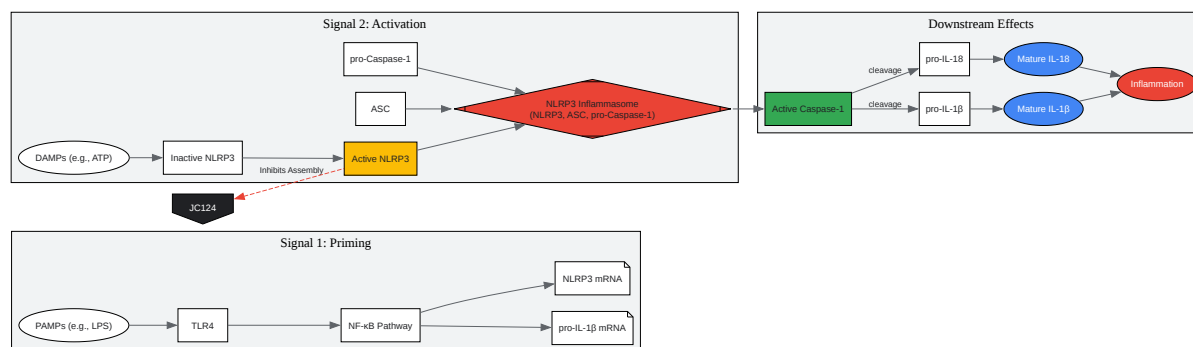 Signal 2: Activation
pro-Caspase-1
ASC
NLRP3 Inflammasome
(NLRP3, ASC, pro-Caspase-1)
DAMPs (e.g., ATP)
Inactive NLRP3
Active NLRP3
Inhibits Assembly
JC124
Downstream Effects
Active Caspase-1
cleavage
cleavage
pro-IL-18
Mature IL-18
pro-IL-1β
Mature IL-1β
Inflammation
Signal 1: Priming
PAMPs (e.g., LPS)
TLR4
NF-κB Pathway
NLRP3 mRNA
pro-IL-1β mRNA